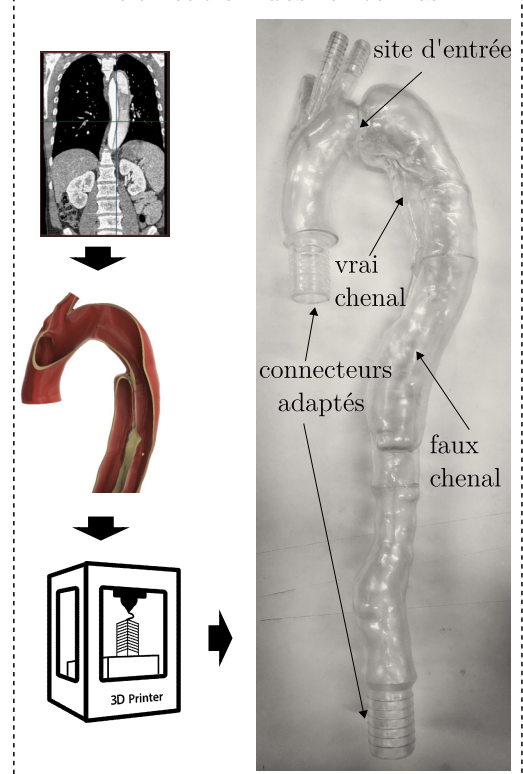 site d'entrée
vrai
chenal
connecteurs
adaptés
faux
chenal
3D Printer